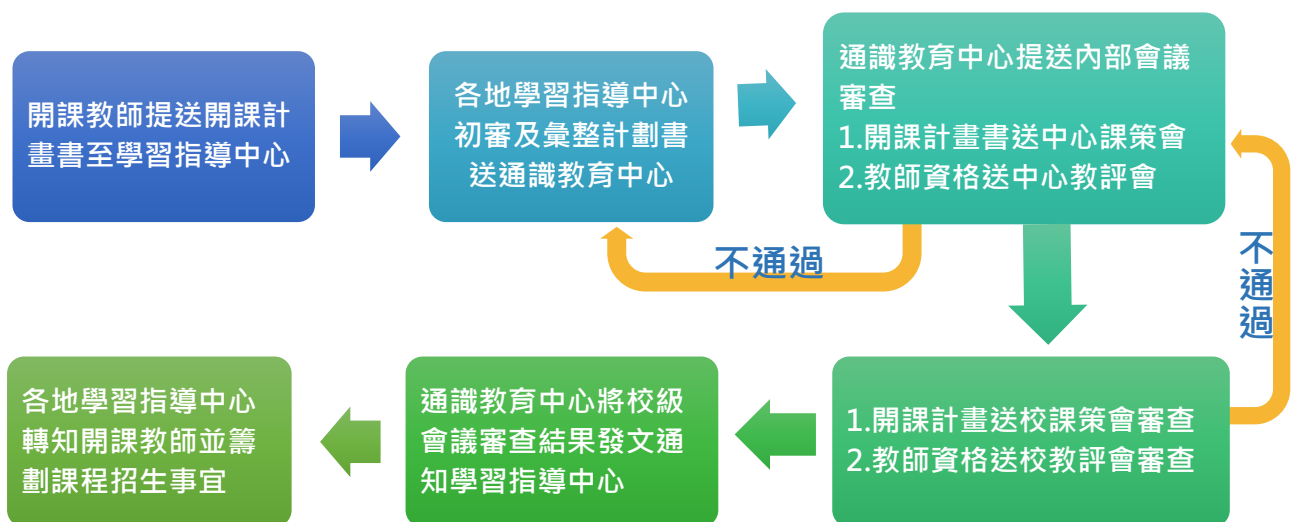 開課教師提送開課計
畫書至學習指導中心
各地學習指導中心
初審及彙整計劃書
送通識教育中心
通識教育中心提送內部會議
審查
1.開課計畫書送中心課策會
2.教師資格送中心教評會
不通過
不通過
1.開課計畫送校課策會審查
2.教師資格送校教評會審查
通識教育中心將校級
會議審查結果發文通
知學習指導中心
各地學習指導中心
轉知開課教師並籌
劃課程招生事宜